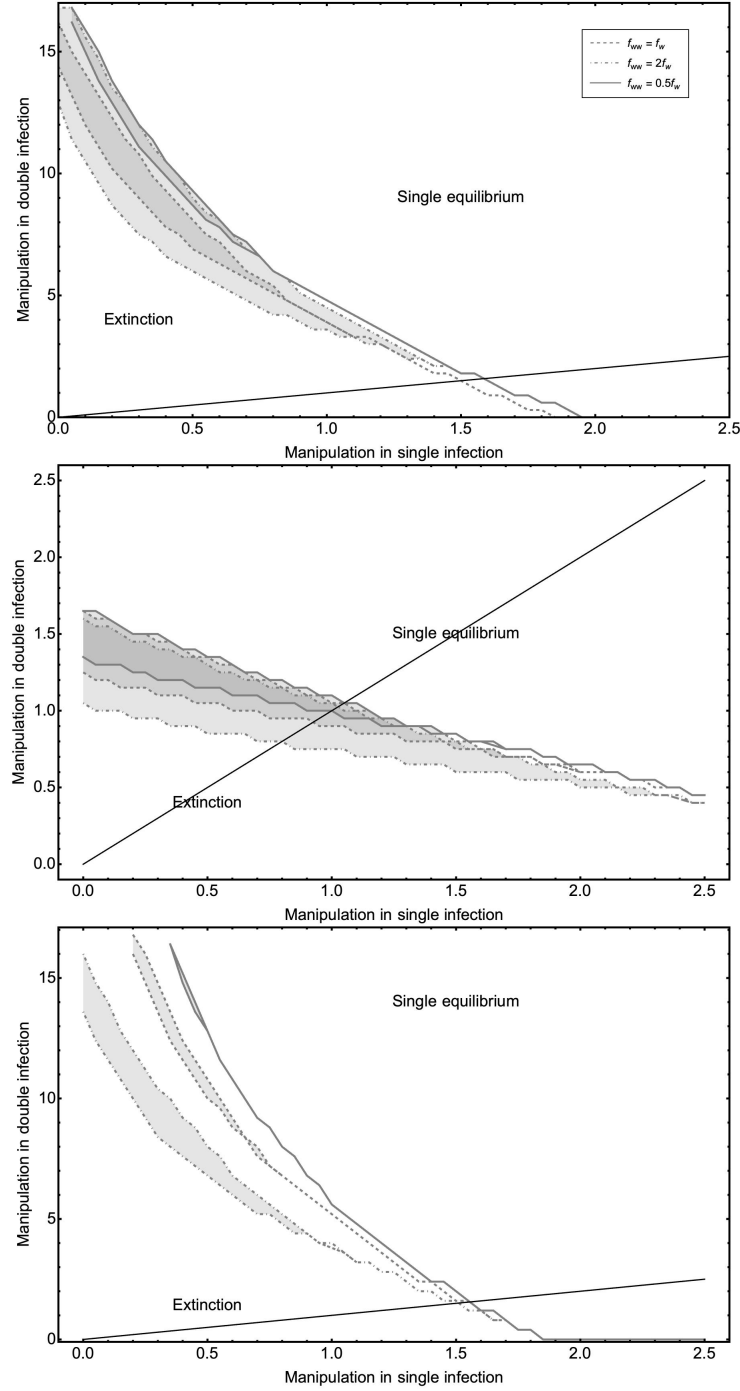 15
10
5
0
0.0
0.5
1.0
1.5
2.0
2.5
Manipulation in double infection
Manipulation in single infection
f_ww = f_w
f_ww = 2f_w
f_ww = 0.5f_w
Single equilibrium
Extinction
2.5
2.0
1.5
1.0
0.5
0.0
0.0
0.5
1.0
1.5
2.0
2.5
Manipulation in double infection
Manipulation in single infection
Single equilibrium
Extinction
15
10
5
0
0.0
0.5
1.0
1.5
2.0
2.5
Manipulation in double infection
Manipulation in single infection
Single equilibrium
Extinction